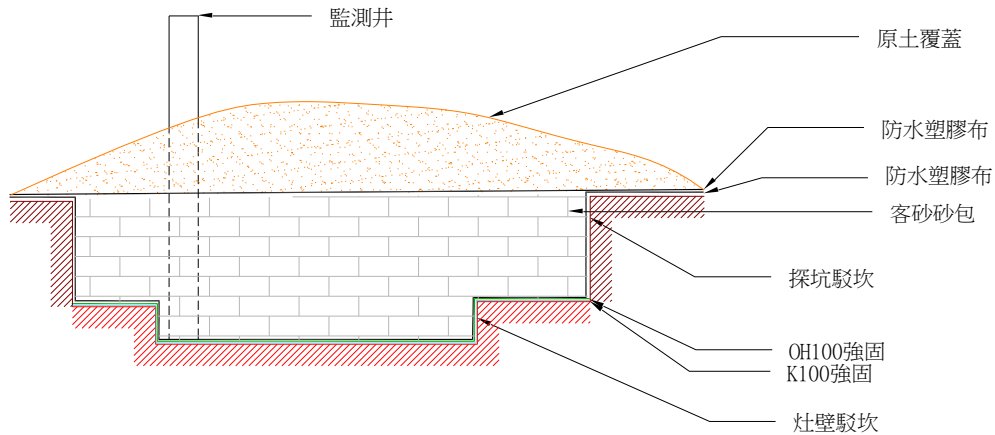 監測井
原土覆蓋
防水塑膠布
防水塑膠布
客砂砂包
探坑駁坎
OH100強固
K100強固
灶壁駁坎